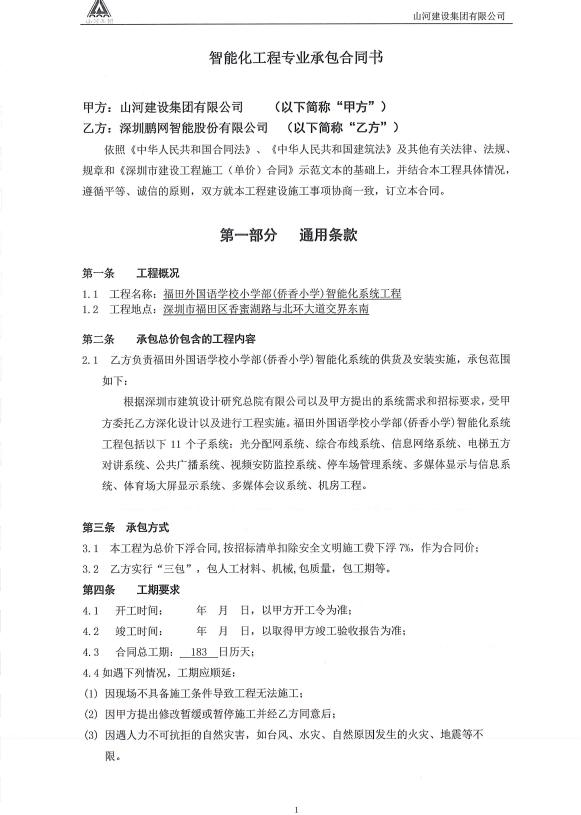 山河集团
山河建设集团有限公司
智能化工程专业承包合同书
甲方：山河建设集团有限公司 （以下简称“甲方”）
乙方：深圳鹏网智能股份有限公司 （以下简称“乙方”）
依照《中华人民共和国合同法》、《中华人民共和国建筑法》及其他有关法律、法规、
规章和《深圳市建设工程施工（单价）合同》示范文本的基础上，并结合本工程具体情况，
遵循平等、诚信的原则，双方就本工程建设施工事项协商一致，订立本合同。
第一部分 通用条款
第一条 工程概况
1.1 工程名称：福田外国语学校小学部(侨香小学)智能化系统工程
1.2 工程地点：深圳市福田区香蜜湖路与北环大道交界东南
第二条 承包总价包含的工程内容
2.1 乙方负责福田外国语学校小学部(侨香小学)智能化系统的供货及安装实施，承包范围
如下：
根据深圳市建筑设计研究总院有限公司以及甲方提出的系统需求和招标要求，受甲
方委托乙方深化设计以及进行工程实施。福田外国语学校小学部(侨香小学)智能化系统
工程包括以下 11 个子系统：光分配网系统、综合布线系统、信息网络系统、电梯五方
对讲系统、公共广播系统、视频安防监控系统、停车场管理系统、多媒体显示与信息系
统、体育场大屏显示系统、多媒体会议系统、机房工程。
第三条 承包方式
3.1 本工程为总价下浮合同,按招标清单扣除安全文明施工费下浮 7%，作为合同价；
3.2 乙方实行“三包”，包人工材料、机械,包质量，包工期等。
第四条 工期要求
4.1 开工时间： 年 月 日，以甲方开工令为准；
4.2 竣工时间： 年 月 日，以取得甲方竣工验收报告为准；
4.3 合同总工期： 183 日历天；
4.4 如遇下列情况，工期应顺延：
(1) 因现场不具备施工条件导致工程无法施工；
(2) 因甲方提出修改暂缓或暂停施工并经乙方同意后；
(3) 因遇人力不可抗拒的自然灾害，如台风、水灾、自然原因发生的火灾、地震等不
限。
1